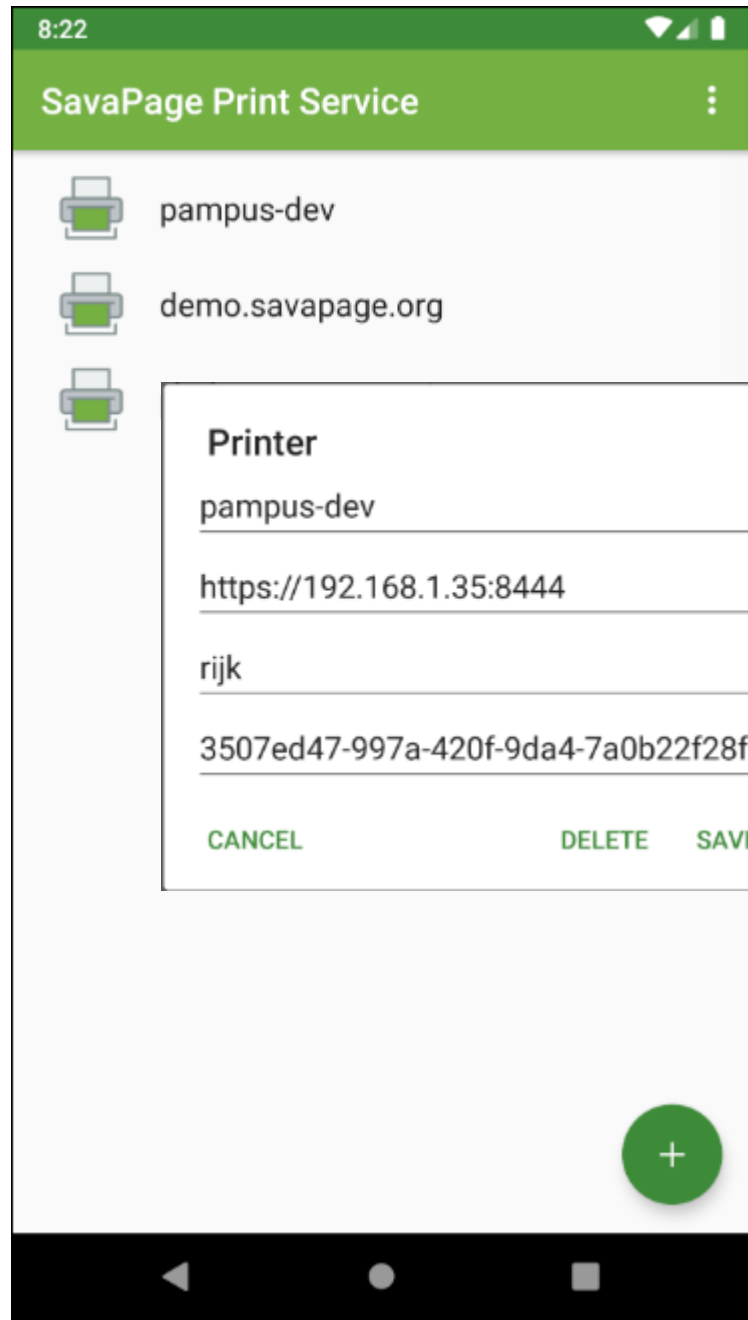 8:22
SavaPage Print Service
pampus-dev
demo.savapage.org
Printer
pampus-dev
https://192.168.1.35:8444
rijk
3507ed47-997a-420f-9da4-7a0b22f28f
CANCEL DELETE SAVE